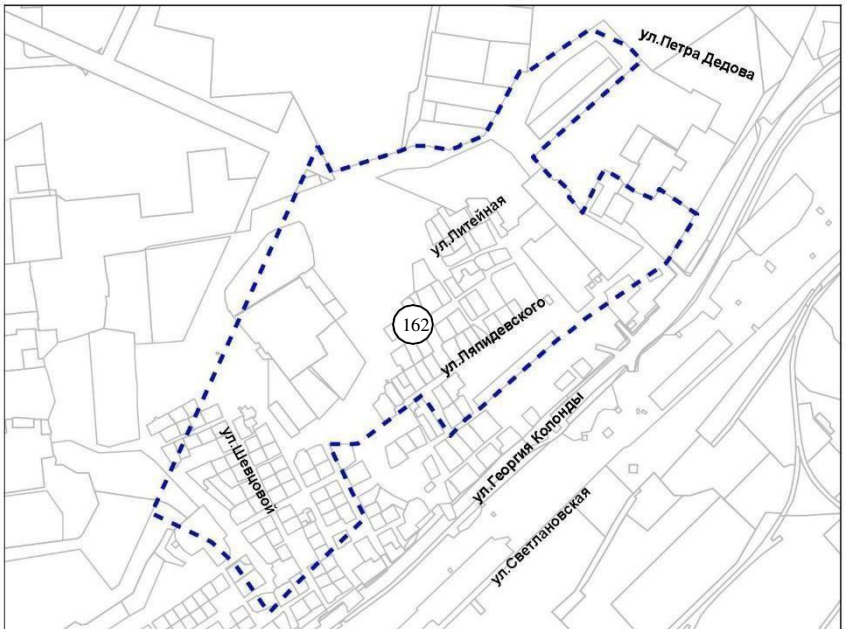 ул.Петра Дедова
ул.Литейная
162
ул.Ляпидевского
ул.Шевцовой
ул.Георгия Колонды
ул.Светлановская